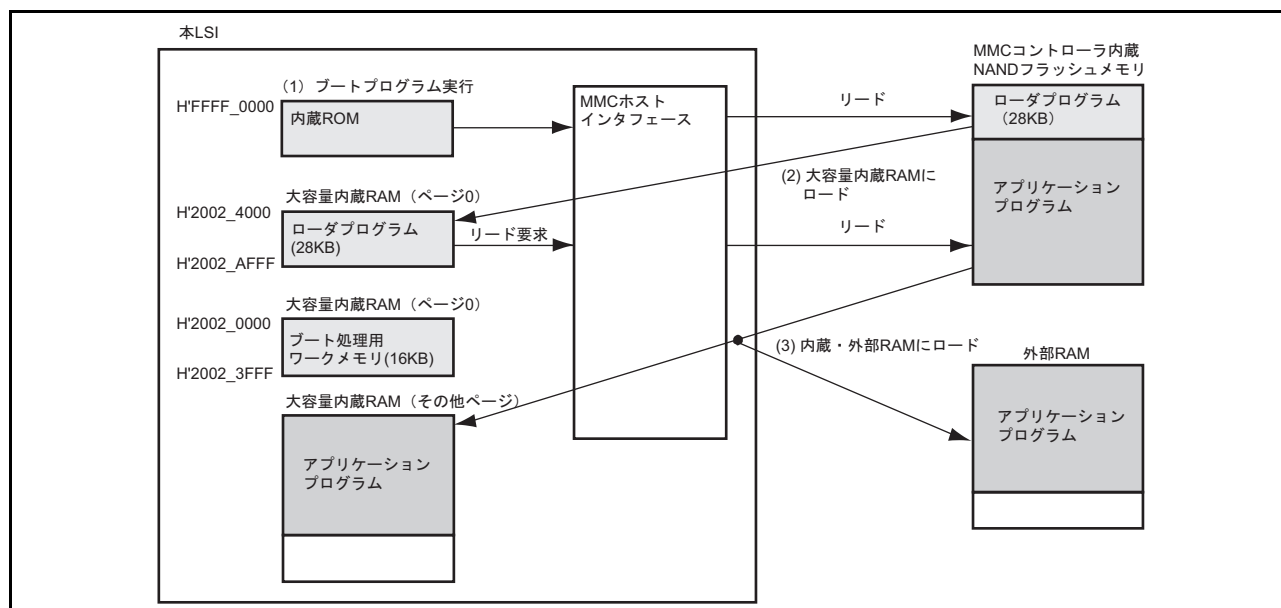 本LSI
(1) ブートプログラム実行
H'FFFF_0000
内蔵ROM
MMCホスト
インタフェース
リード
MMCコントローラ内蔵
NANDフラッシュメモリ
ローダプログラム
(28KB)
アプリケーション
プログラム
(2) 大容量内蔵RAMに
ロード
大容量内蔵RAM（ページ0）
H'2002_4000
ローダプログラム
(28KB)
H'2002_AFFF
リード要求
リード
大容量内蔵RAM（ページ0）
H'2002_0000
ブート処理用
ワークメモリ(16KB)
H'2002_3FFF
(3) 内蔵・外部RAMにロード
大容量内蔵RAM（その他ページ）
アプリケーション
プログラム
外部RAM
アプリケーション
プログラム